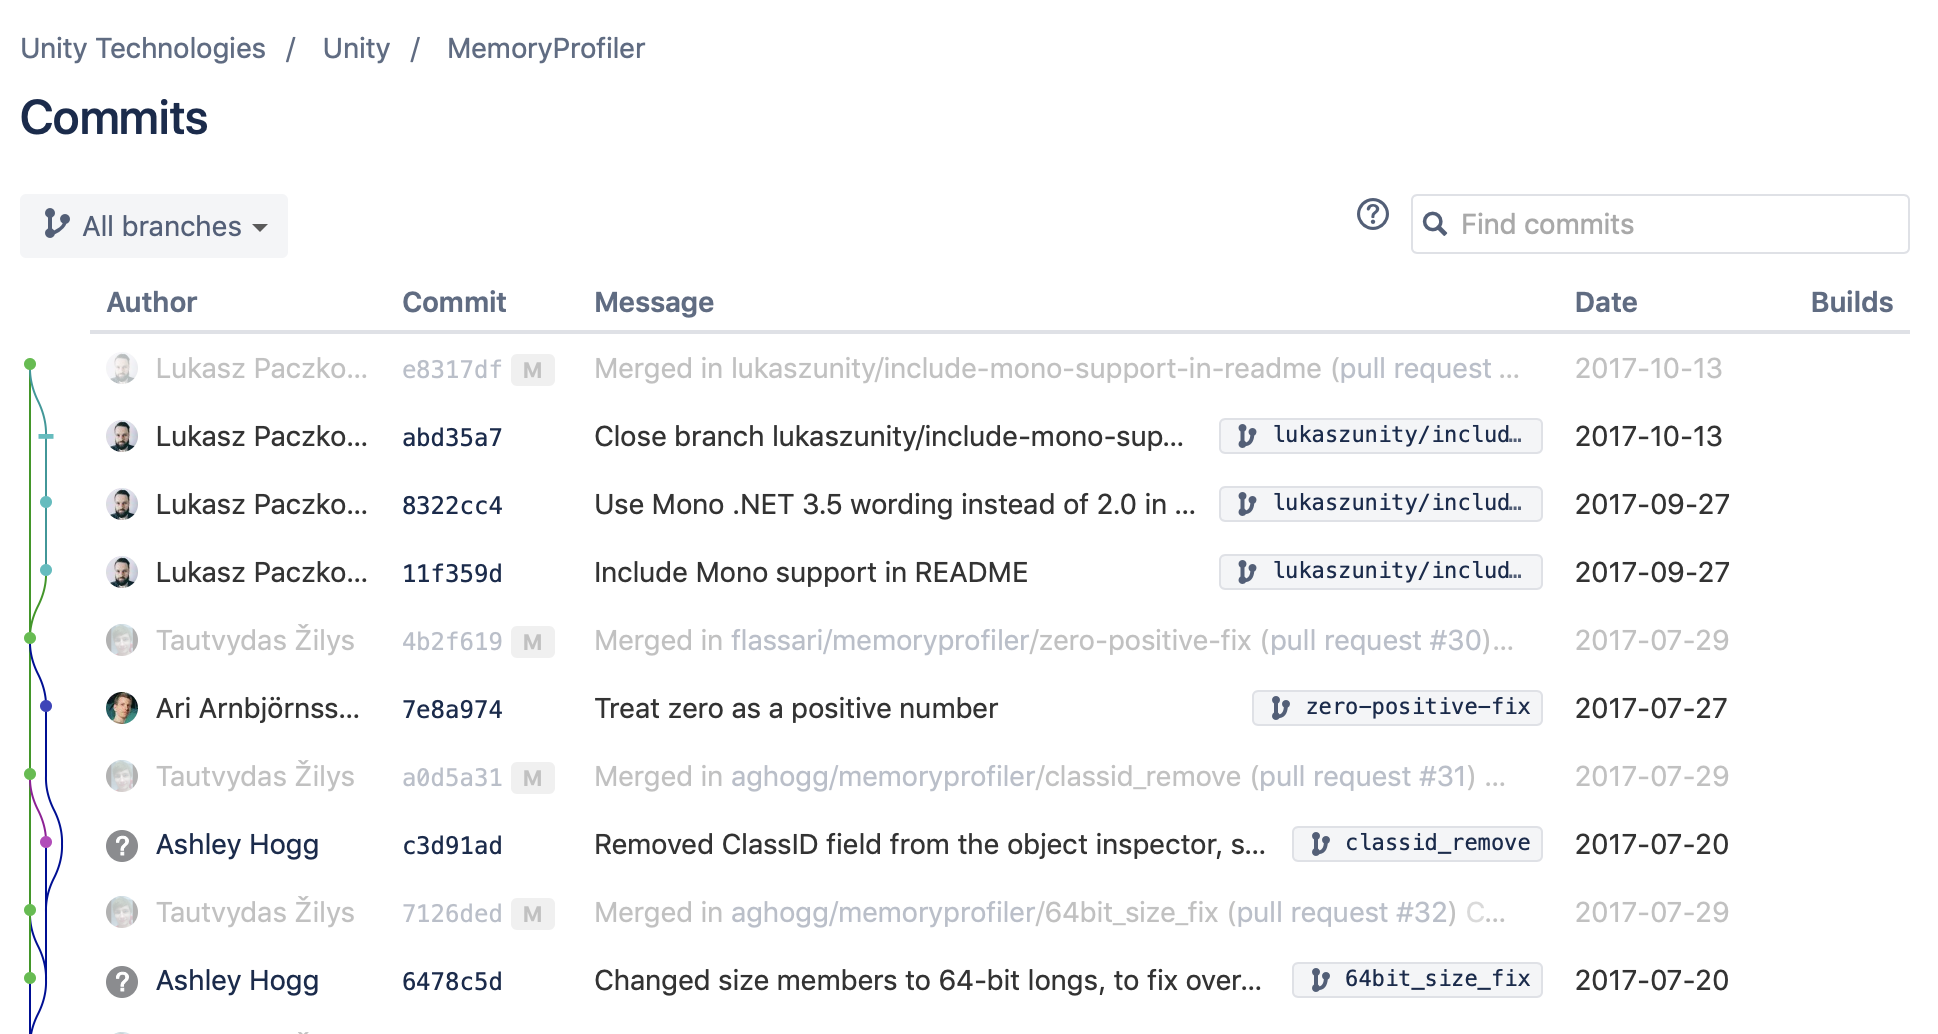 Unity Technologies / Unity / MemoryProfiler
Commits
All branches
? Find commits
Author Commit Message Date Builds
Lukasz Paczko... e8317df M Merged in lukaszunity/include-mono-support-in-readme (pull request ... 2017-10-13
Lukasz Paczko... abd35a7 Close branch lukaszunity/include-mono-sup... lukaszunity/includ… 2017-10-13
Lukasz Paczko... 8322cc4 Use Mono .NET 3.5 wording instead of 2.0 in ... lukaszunity/includ… 2017-09-27
Lukasz Paczko... 11f359d Include Mono support in README lukaszunity/includ… 2017-09-27
Tautvydas Žilys 4b2f619 M Merged in flassari/memoryprofiler/zero-positive-fix (pull request #30)... 2017-07-29
Ari Arnbjörnss... 7e8a974 Treat zero as a positive number zero-positive-fix 2017-07-27
Tautvydas Žilys a0d5a31 M Merged in aghogg/memoryprofiler/classid_remove (pull request #31) ... 2017-07-29
? Ashley Hogg c3d91ad Removed ClassID field from the object inspector, s... classid_remove 2017-07-20
Tautvydas Žilys 7126ded M Merged in aghogg/memoryprofiler/64bit_size_fix (pull request #32) C... 2017-07-29
? Ashley Hogg 6478c5d Changed size members to 64-bit longs, to fix over... 64bit_size_fix 2017-07-20